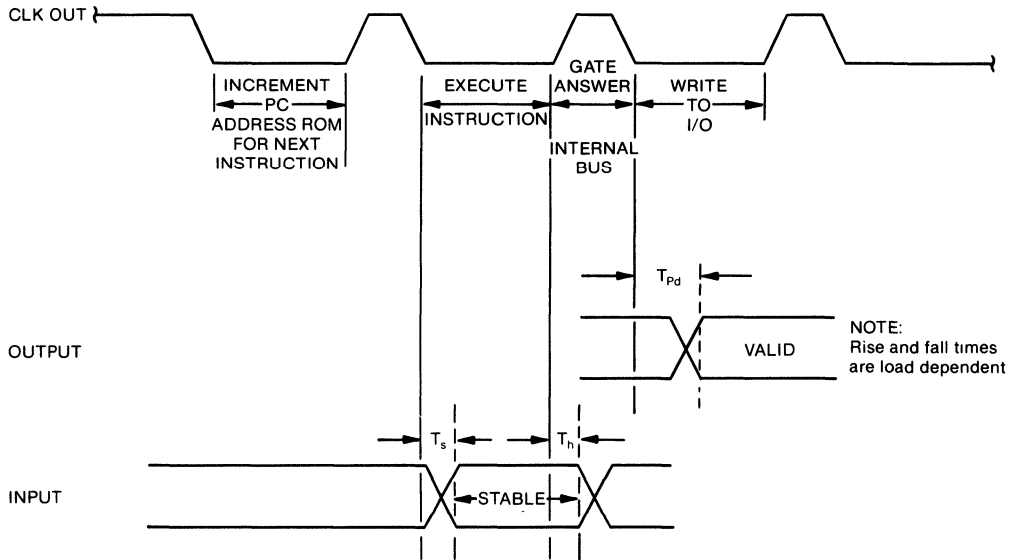 CLK OUT
INCREMENT
PC
ADDRESS ROM
FOR NEXT
INSTRUCTION
EXECUTE
INSTRUCTION
GATE
ANSWER
INTERNAL
BUS
WRITE
TO
I/O
TPd
OUTPUT
VALID
NOTE:
Rise and fall times
are load dependent
Ts
Th
INPUT
STABLE